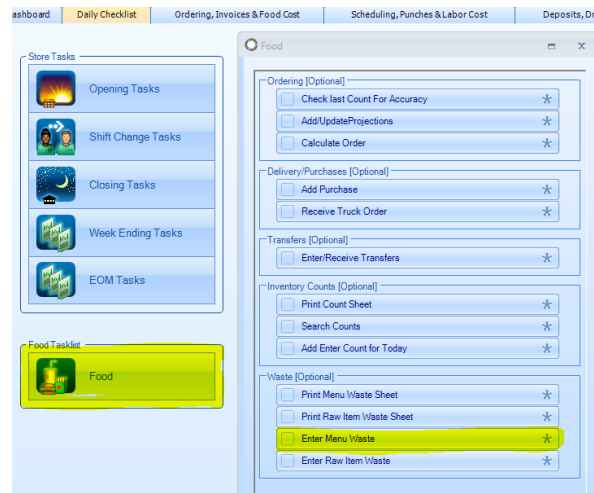 ashboard
Daily Checklist
Ordering, Invoices & Food Cost
Scheduling, Punches & Labor Cost
Deposits, Dr
Store Tasks
Opening Tasks
Shift Change Tasks
Closing Tasks
Week Ending Tasks
EOM Tasks
Food Tasklist
Food
Food
Ordering [Optional]
Check last Count For Accuracy
Add/UpdateProjections
Calculate Order
Delivery/Purchases [Optional]
Add Purchase
Receive Truck Order
Transfers [Optional]
Enter/Receive Transfers
Inventory Counts [Optional]
Print Count Sheet
Search Counts
Add Enter Count for Today
Waste [Optional]
Print Menu Waste Sheet
Print Raw Item Waste Sheet
Enter Menu Waste
Enter Raw Item Waste